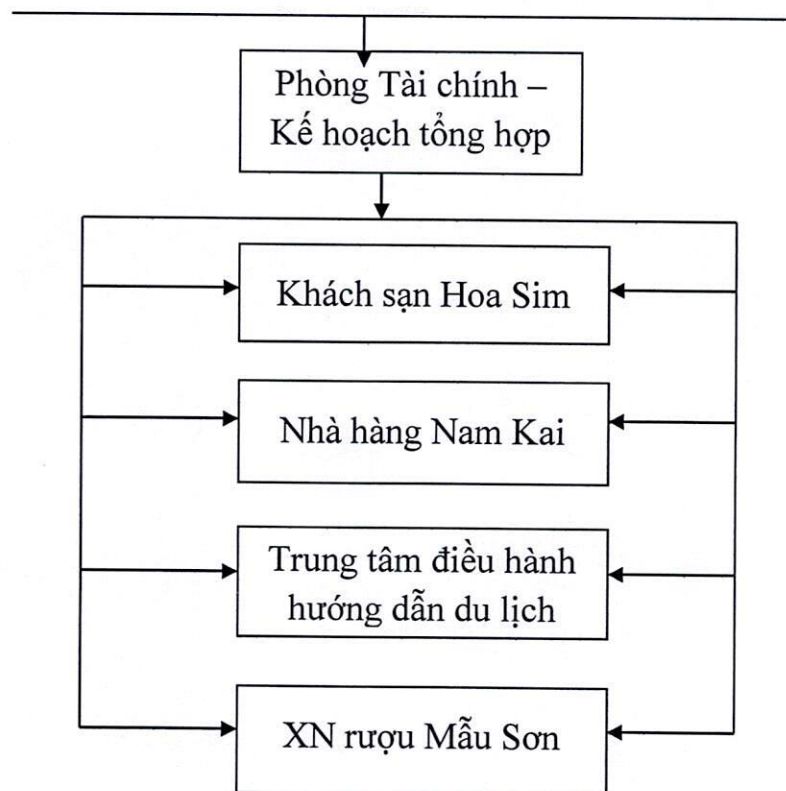 Phòng Tài chính –
Kế hoạch tổng hợp
Khách sạn Hoa Sim
Nhà hàng Nam Kai
Trung tâm điều hành
hướng dẫn du lịch
XN rượu Mẫu Sơn